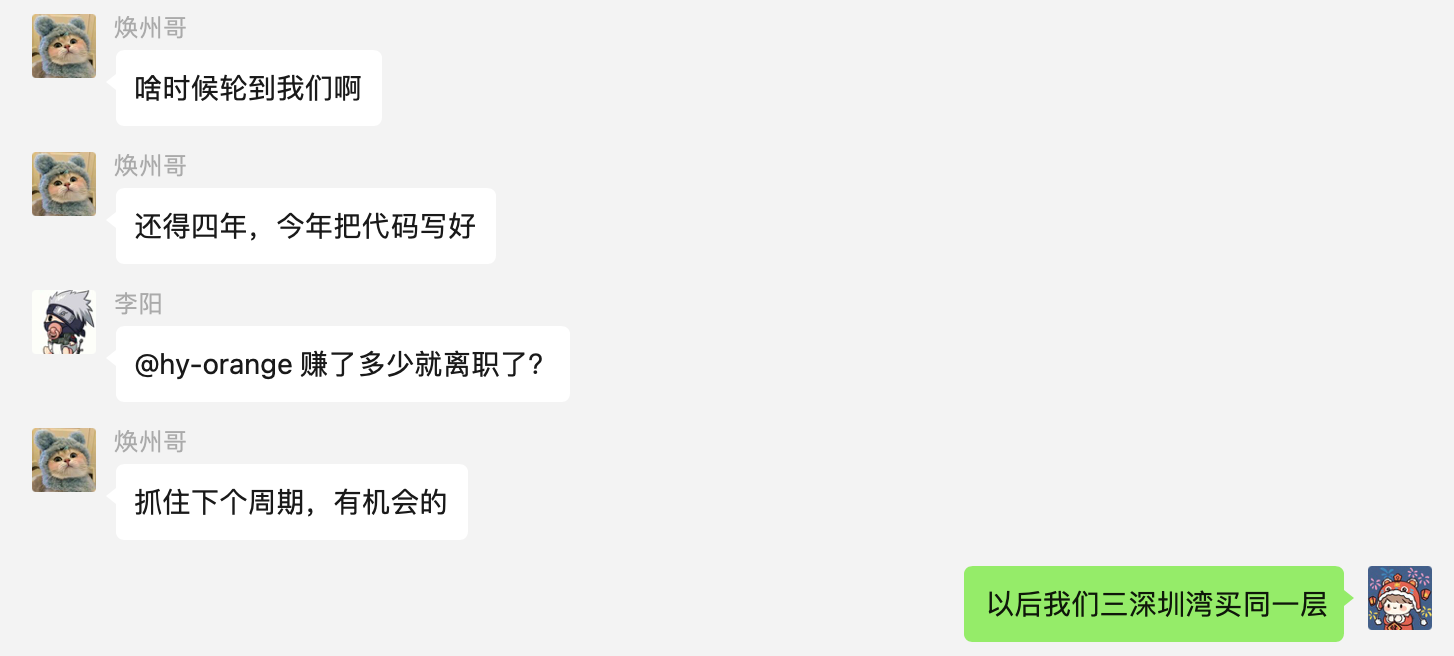 焕州哥
啥时候轮到我们啊
焕州哥
还得四年，今年把代码写好
李阳
@hy-orange 赚了多少就离职了？
焕州哥
抓住下个周期，有机会的
以后我们三深圳湾买同一层